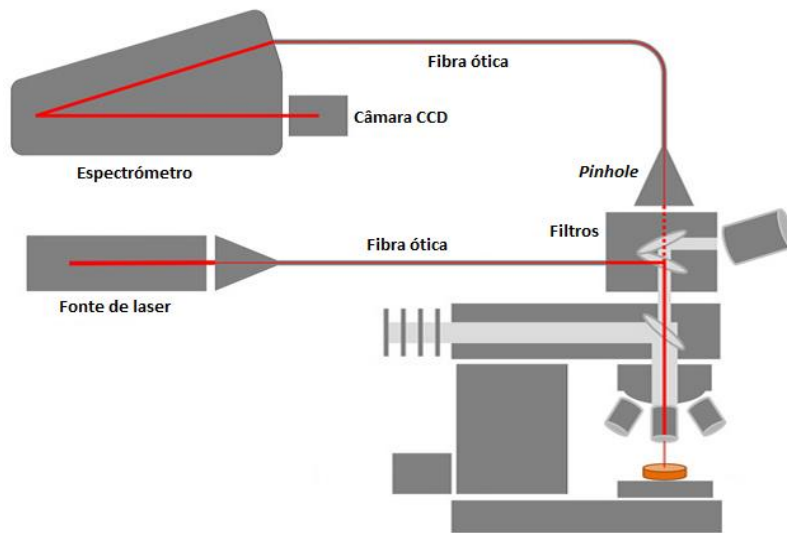 Fibra ótica
Câmara CCD
Espectrómetro
Pinhole
Filtros
Fibra ótica
Fonte de laser